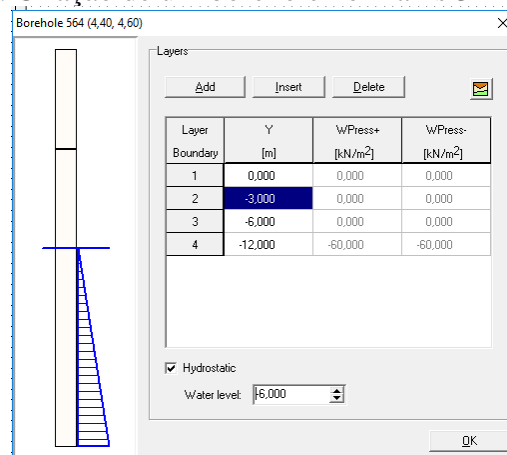 Borehole 564 (4,40, 4,60)
Layers
Add Insert Delete
Layer Y WPress+ WPress-
Boundary [m] [kN/m2] [kN/m2]
1 0,000 0,000 0,000
2 -3,000 0,000 0,000
3 -6,000 0,000 0,000
4 -12,000 -60,000 -60,000
Hydrostatic
Water level: -6,000
OK